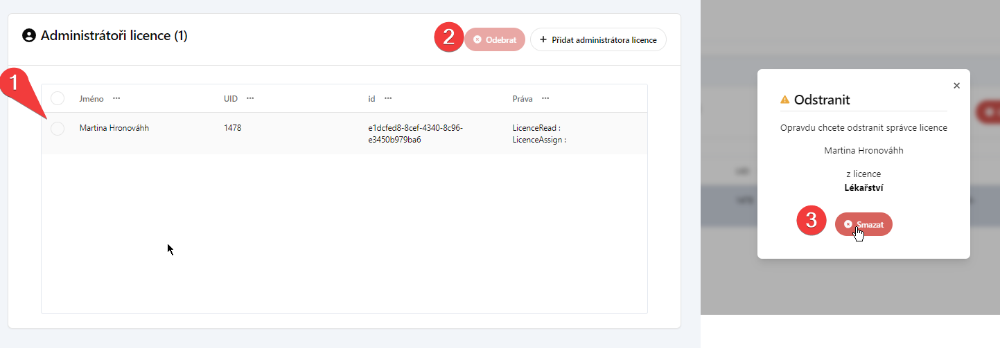 Administrátoři licence (1)
2
Odebrat
Přidat administrátora licence
1
Jméno
UID
id
Práva
Martina Hronováhh
1478
e1dcfed8-8cef-4340-8c96-
e3450b979ba6
LicenceRead :
LicenceAssign :
Odstranit
Opravdu chcete odstranit správce licence
Martina Hronováhh
z licence
Lékařství
3
Smazat